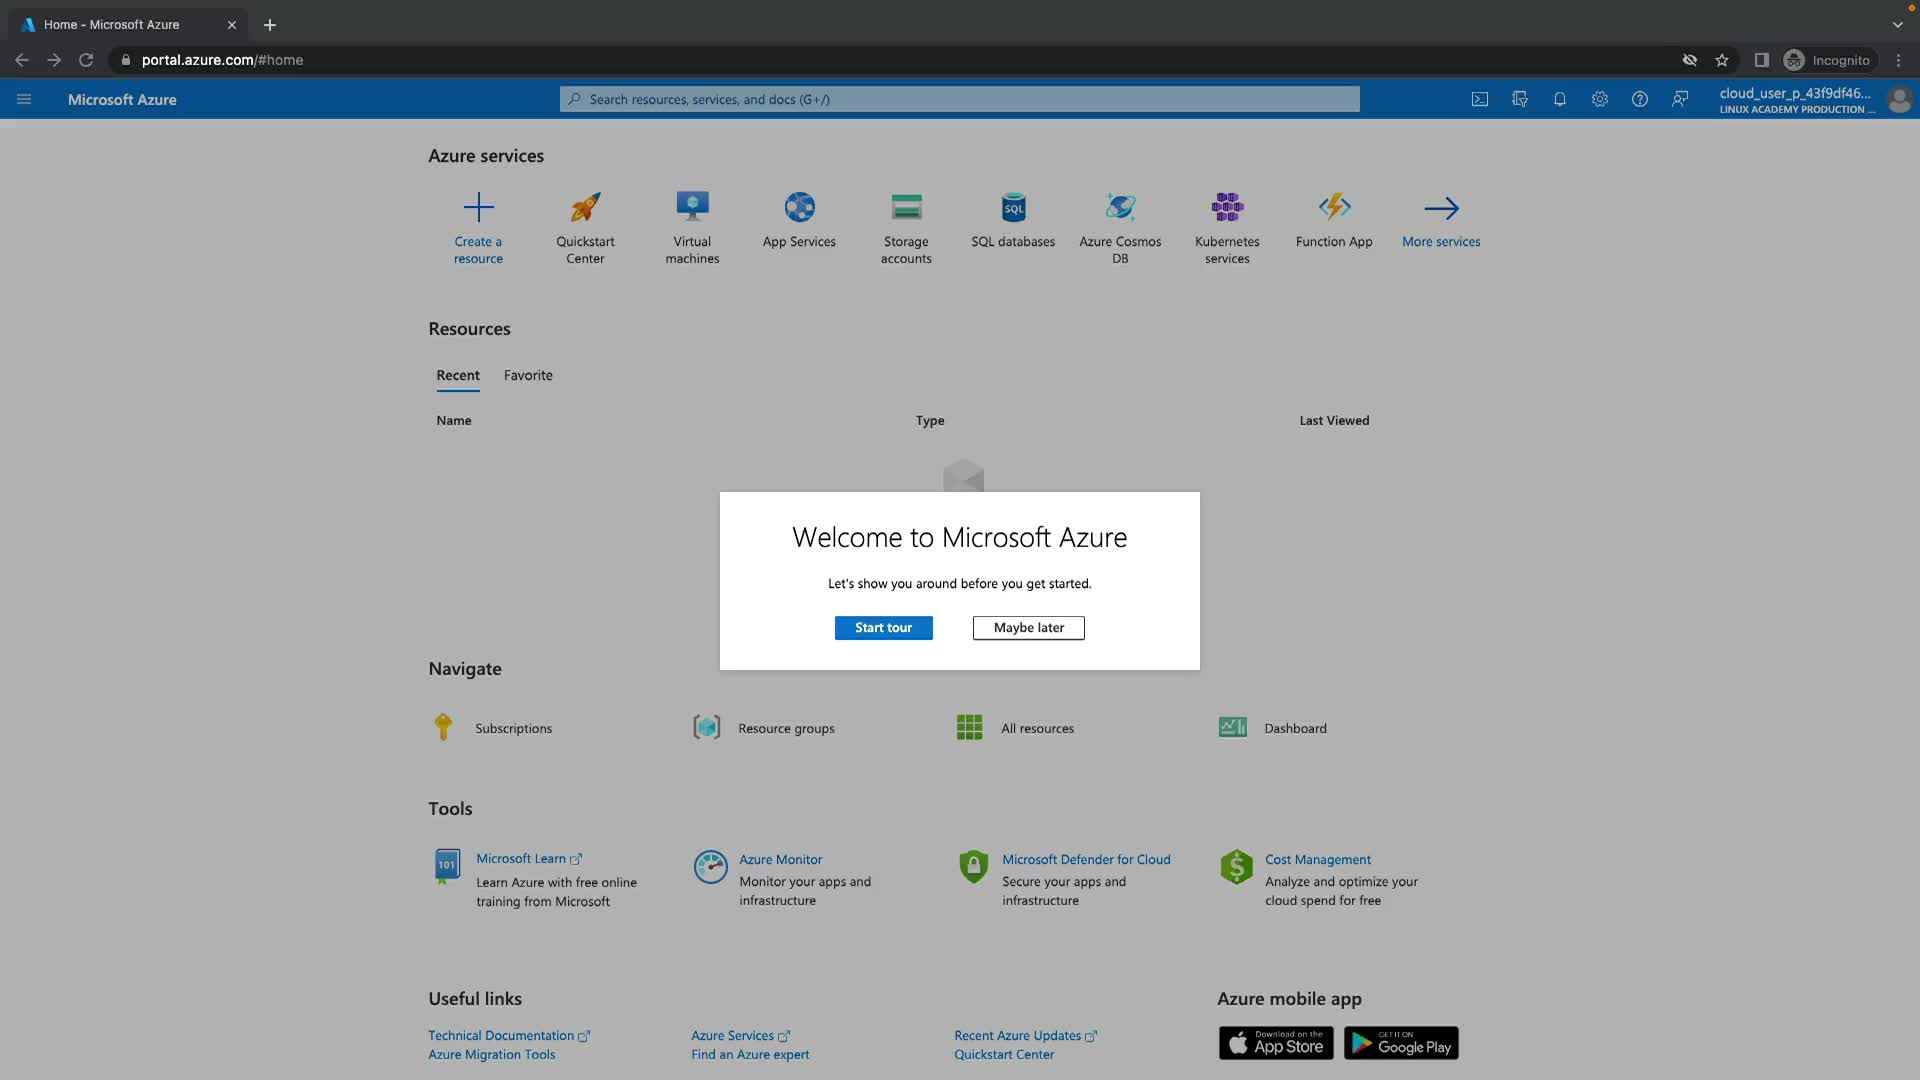 Home - Microsoft Azure
portal.azure.com/#home
Incognito
Microsoft Azure
Search resources, services, and docs (G+/)
cloud_user_p_43f9df46...
LINUX ACADEMY PRODUCTION ...
Azure services
Create a resource
Quickstart Center
Virtual machines
App Services
Storage accounts
SQL
SQL databases
Azure Cosmos DB
Kubernetes services
Function App
More services
Resources
Recent
Favorite
Name
Type
Last Viewed
Welcome to Microsoft Azure
Let's show you around before you get started.
Start tour
Maybe later
Navigate
Subscriptions
Resource groups
All resources
Dashboard
Tools
101
Microsoft Learn
Learn Azure with free online
training from Microsoft
Azure Monitor
Monitor your apps and
infrastructure
Microsoft Defender for Cloud
Secure your apps and
infrastructure
Cost Management
Analyze and optimize your
cloud spend for free
Useful links
Technical Documentation
Azure Migration Tools
Azure Services
Find an Azure expert
Recent Azure Updates
Quickstart Center
Azure mobile app
Download on the
App Store
GET IT ON
Google Play